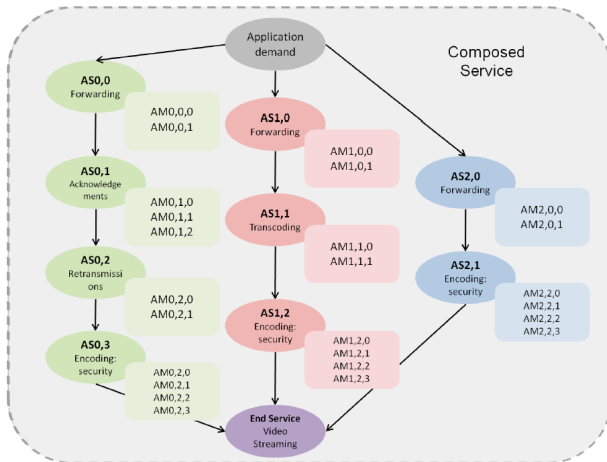 Application
demand
Composed
Service
AS0,0
Forwarding
AM0,0,0
AM0,0,1
AS0,1
Acknowledge
ments
AM0,1,0
AM0,1,1
AM0,1,2
AS0,2
Retransmissi
ons
AM0,2,0
AM0,2,1
AS0,3
Encoding:
security
AM0,2,0
AM0,2,1
AM0,2,2
AM0,2,3
AS1,0
Forwarding
AM1,0,0
AM1,0,1
AS1,1
Transcoding
AM1,1,0
AM1,1,1
AS1,2
Encoding:
security
AM1,2,0
AM1,2,1
AM1,2,2
AM1,2,3
AS2,0
Forwarding
AM2,0,0
AM2,0,1
AS2,1
Encoding:
security
AM2,2,0
AM2,2,1
AM2,2,2
AM2,2,3
End Service
Video
Streaming